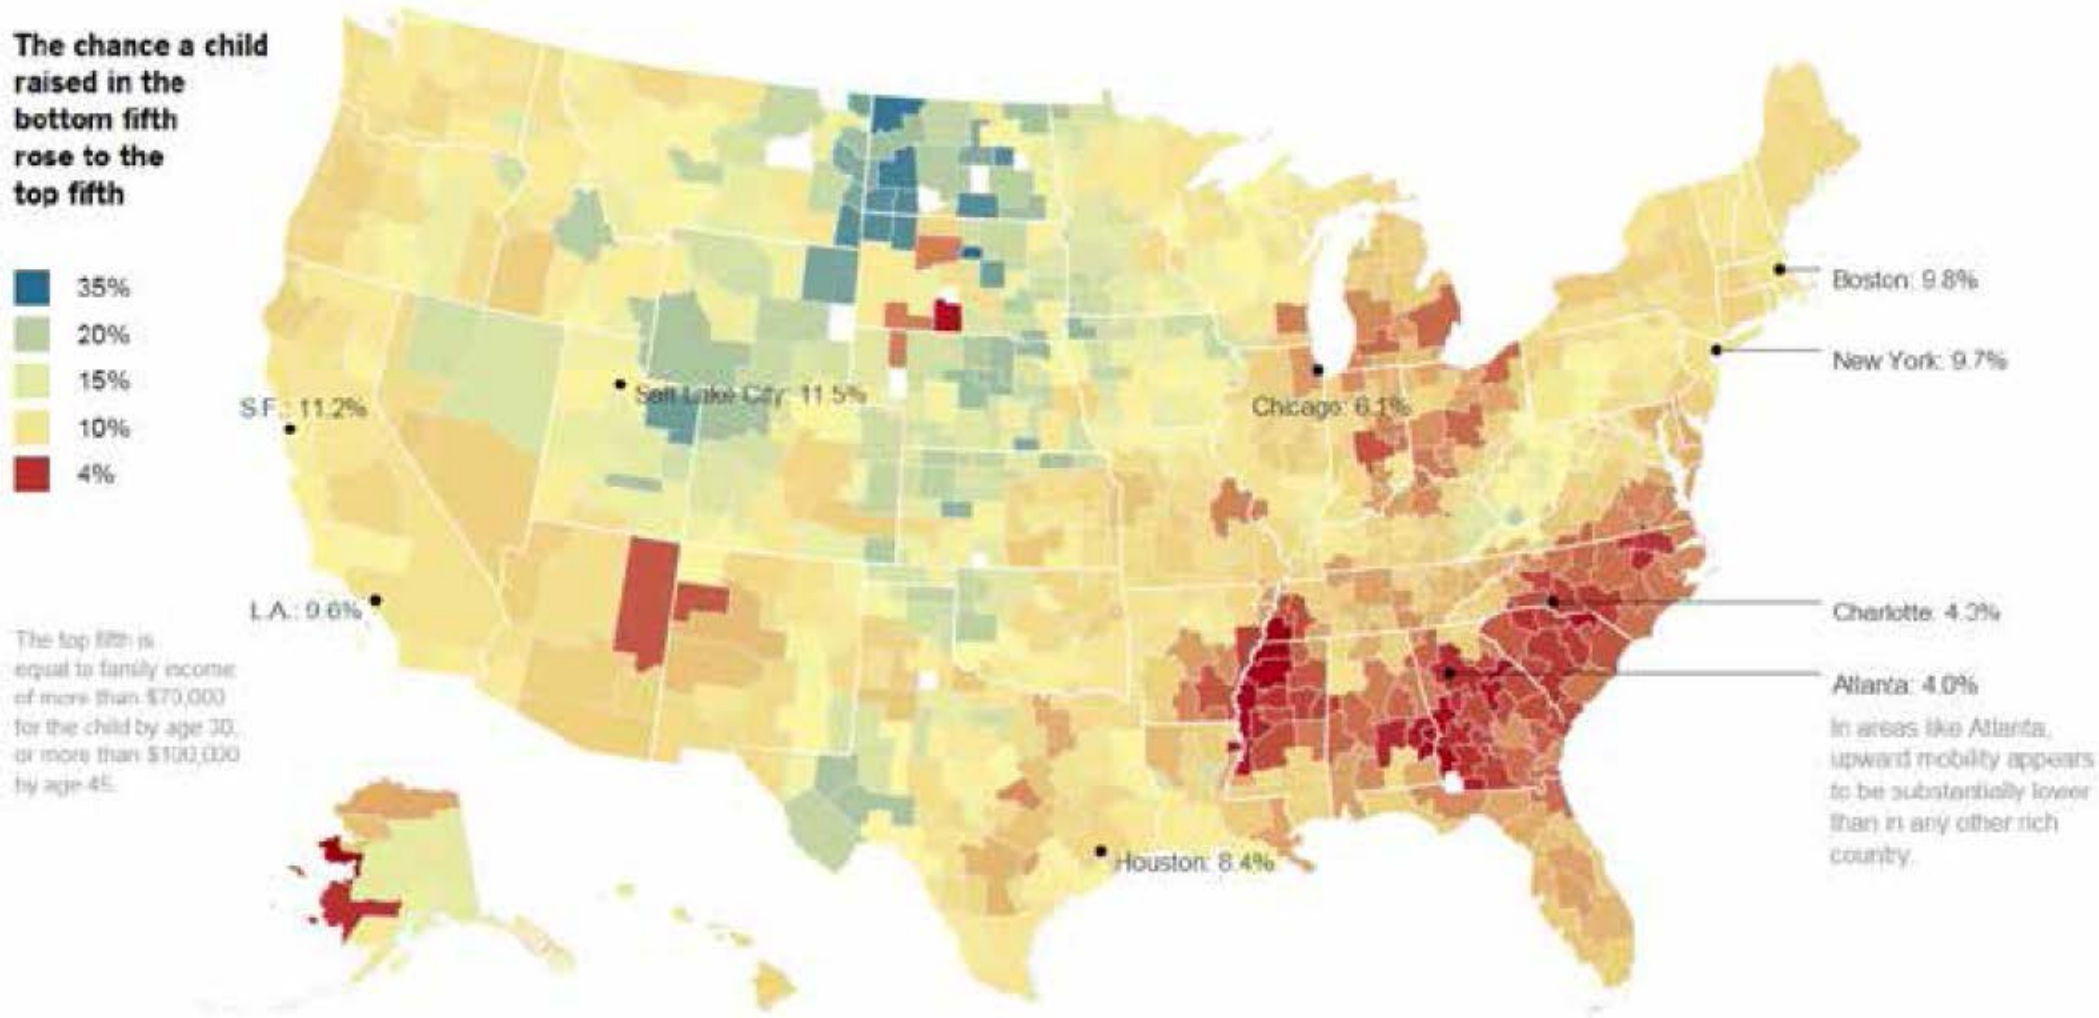 The chance a child
raised in the
bottom fifth
rose to the
top fifth
35%
20%
15%
10%
4%
S.F.: 11.2%
Salt Lake City: 11.5%
L.A.: 9.6%
Chicago: 6.1%
Houston: 8.4%
Boston: 9.8%
New York: 9.7%
Charlotte: 4.3%
Atlanta: 4.0%
In areas like Atlanta,
upward mobility appears
to be substantially lower
than in any other rich
country.
The top fifth is
equal to family income
of more than $70,000
for the child by age 30,
or more than $100,000
by age 45.